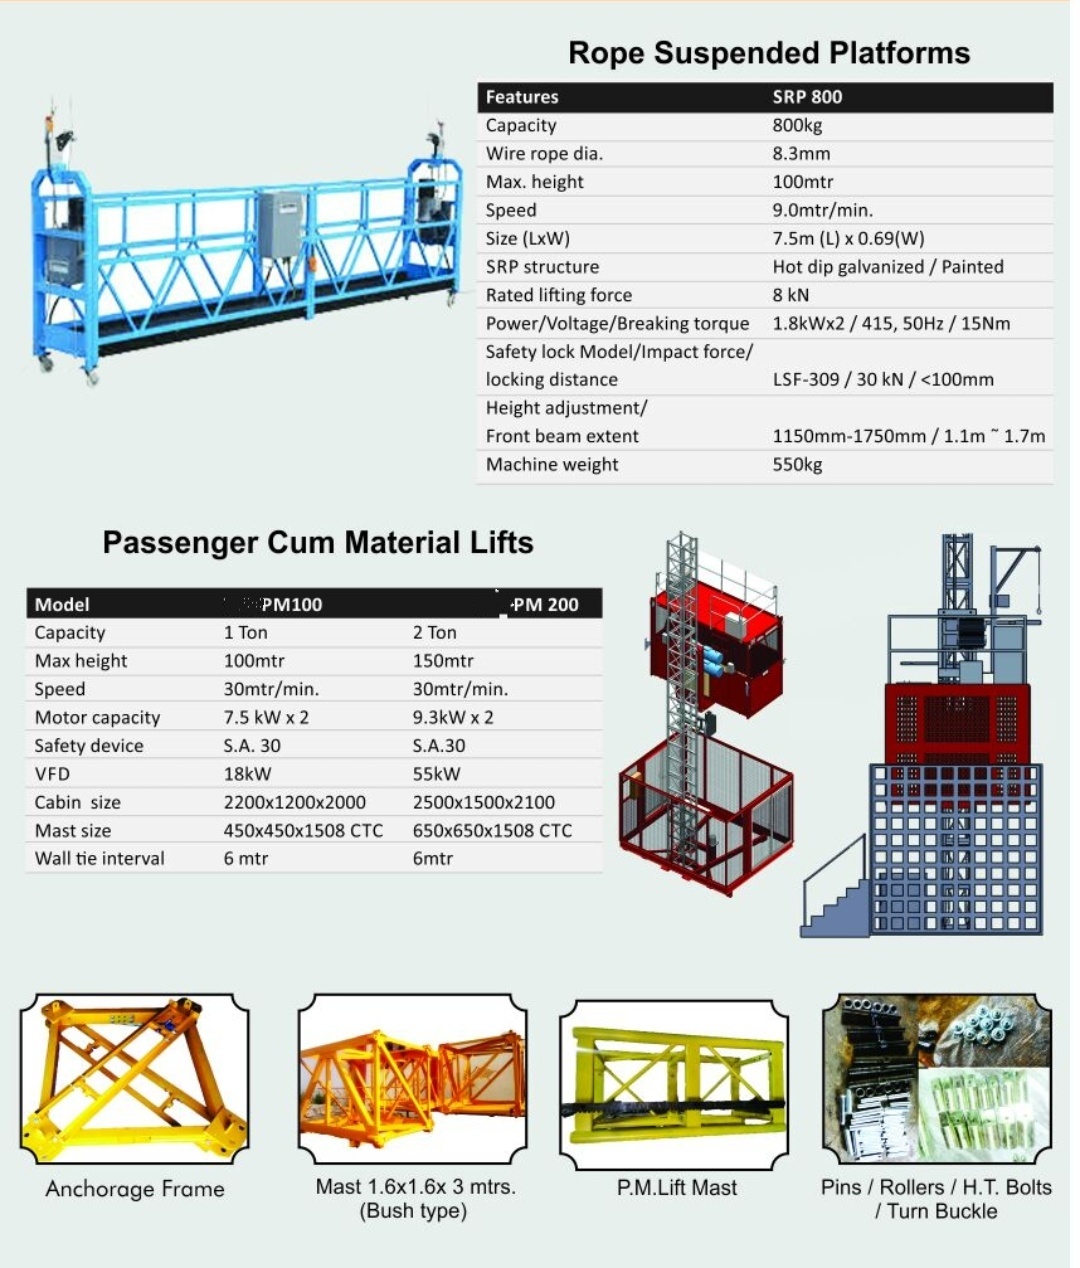 Rope Suspended Platforms
Features SRP 800
Capacity 800kg
Wire rope dia. 8.3mm
Max. height 100mtr
Speed 9.0mtr/min.
Size (LxW) 7.5m (L) x 0.69(W)
SRP structure Hot dip galvanized / Painted
Rated lifting force 8 kN
Power/Voltage/Breaking torque 1.8kWx2 / 415, 50Hz / 15Nm
Safety lock Model/Impact force/
locking distance LSF-309 / 30 kN / <100mm
Height adjustment/
Front beam extent 1150mm-1750mm / 1.1m ~ 1.7m
Machine weight 550kg
Passenger Cum Material Lifts
Model PM100 PM 200
Capacity 1 Ton 2 Ton
Max height 100mtr 150mtr
Speed 30mtr/min. 30mtr/min.
Motor capacity 7.5 kW x 2 9.3kW x 2
Safety device S.A. 30 S.A.30
VFD 18kW 55kW
Cabin size 2200x1200x2000 2500x1500x2100
Mast size 450x450x1508 CTC 650x650x1508 CTC
Wall tie interval 6 mtr 6mtr
Anchorage Frame
Mast 1.6x1.6x 3 mtrs.
(Bush type)
P.M.Lift Mast
Pins / Rollers / H.T. Bolts
/ Turn Buckle